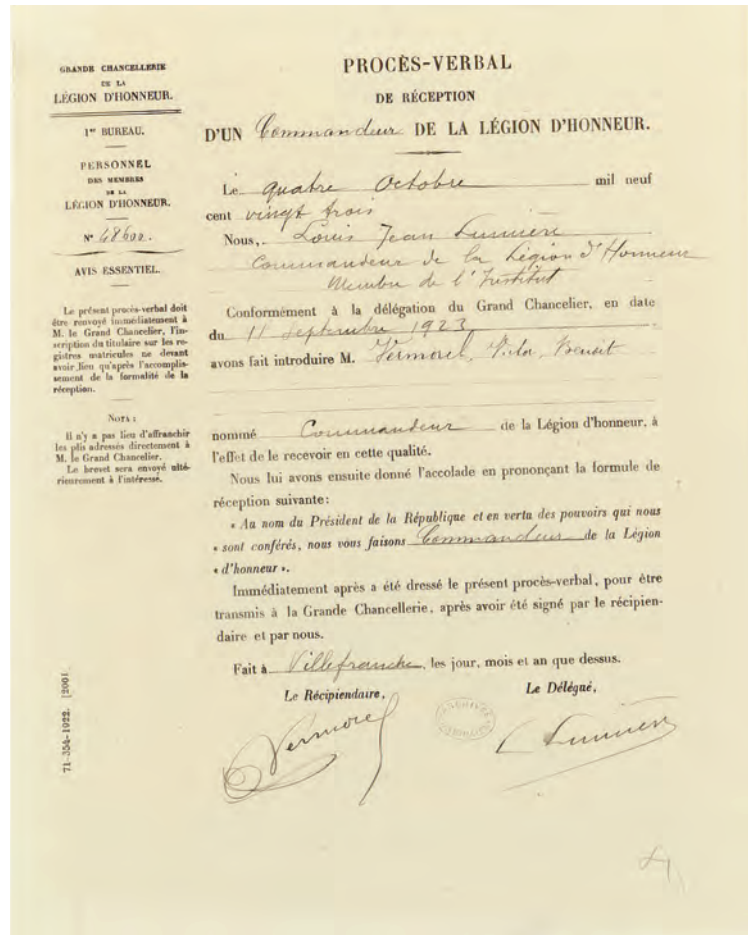 GRANDE CHANCELLERIE
DE LA
LÉGION D'HONNEUR.
1er BUREAU.
PERSONNEL
DES MEMBRES
DE LA
LÉGION D'HONNEUR.
N° 48600.
AVIS ESSENTIEL.
Le présent procès-verbal doit
être renvoyé immédiatement à
M. le Grand Chancelier, l'ins-
cription du titulaire sur les re-
gistres matricules ne devant
avoir lieu qu'après l'accomplis-
sement de la formalité de la
réception.
NOTA :
Il n'y a pas lieu d'affranchir
les plis adressés directement à
M. le Grand Chancelier.
Le brevet sera envoyé ulté-
rieurement à l'intéressé.
71-354-1922. [200]
PROCÈS-VERBAL
DE RÉCEPTION
D'UN Commandeur DE LA LÉGION D'HONNEUR.
Le quatre Octobre mil neuf
cent vingt trois
Nous, Louis Jean Lumière
Commandeur de la Légion d'Honneur
Membre de l'Institut
Conformément à la délégation du Grand Chancelier, en date
du 11 Septembre 1923
avons fait introduire M. Vermorel, Victor, Benoit
nommé Commandeur de la Légion d'honneur, à
l'effet de le recevoir en cette qualité.
Nous lui avons ensuite donné l'accolade en prononçant la formule de
réception suivante :
« Au nom du Président de la République et en vertu des pouvoirs qui nous
« sont conférés, nous vous faisons Commandeur de la Légion
« d'honneur ».
Immédiatement après a été dressé le présent procès-verbal, pour être
transmis à la Grande Chancellerie, après avoir été signé par le récipien-
daire et par nous.
Fait à Villefranche, les jour, mois et an que dessus.
Le Récipiendaire,
Le Délégué,
Vermorel
L Lumière